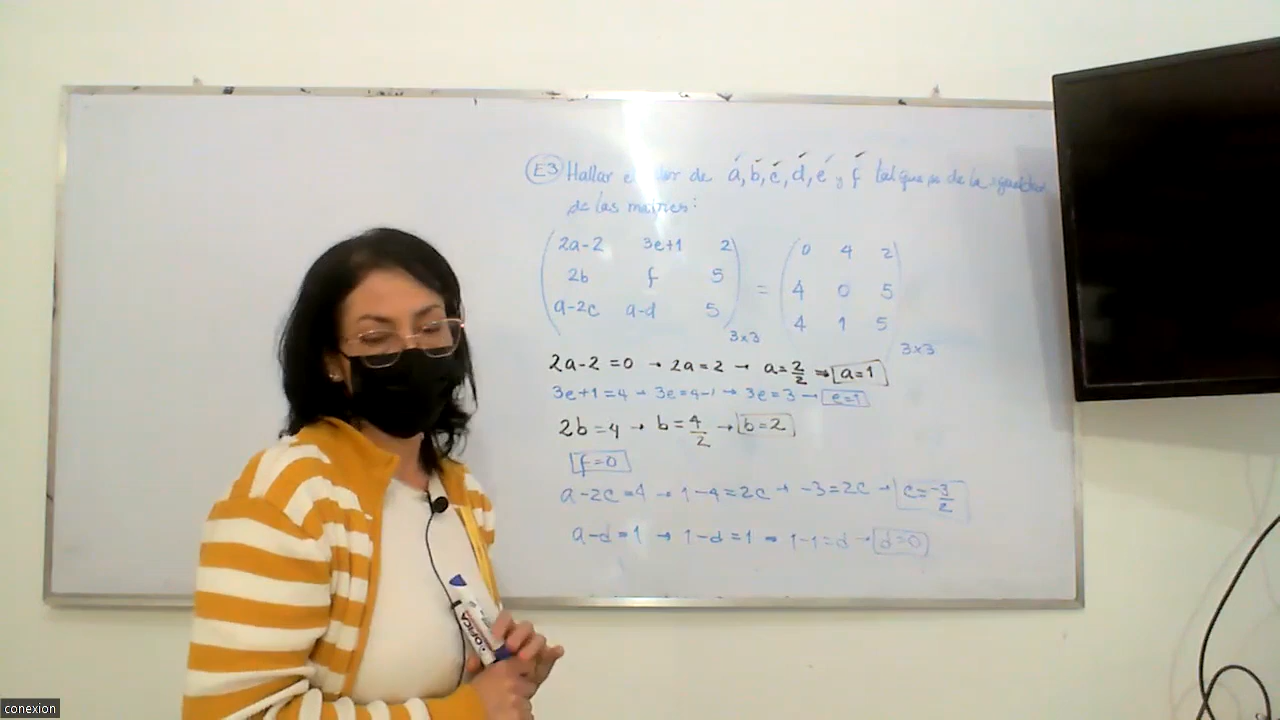 E3 Hallar el valor de a, b, c, d, e y f tal que se de la igualdad
de las matrices:
2a-2 3e+1 2
2b f 5
a-2c a-d 5
3x3
=
0 4 2
4 0 5
4 1 5
3x3
2a-2=0 → 2a=2 → a=2/2 ⇒ a=1
3e+1=4 → 3e=4-1 → 3e=3 → e=1
2b=4 → b=4/2 → b=2
f=0
a-2c=4 → 1-4=2c → -3=2c → c=-3/2
a-d=1 → 1-d=1 → 1-1=d → d=0
OFICA
conexion